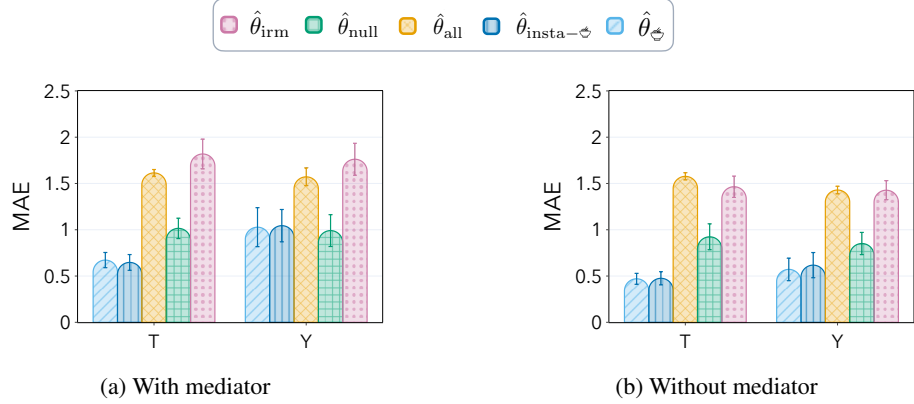 θ̂irm θ̂null θ̂all θ̂insta- θ̂
2.5 2 1.5 1 0.5 0
MAE
T Y
(a) With mediator
2.5 2 1.5 1 0.5 0
MAE
T Y
(b) Without mediator